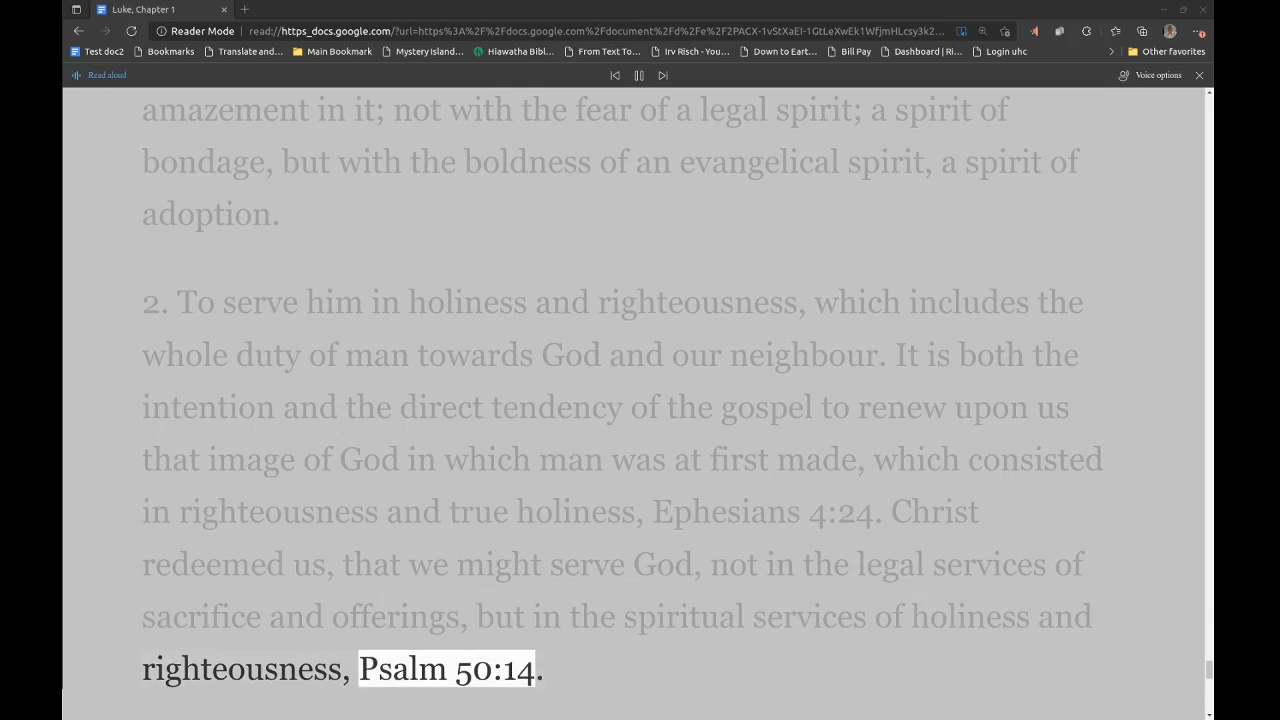 Luke, Chapter 1
Reader Mode
read://https_docs.google.com/?url=https%3A%2F%2Fdocs.google.com%2Fdocument%2Fd%2Fe%2F2PACX-1vStXaEI-1GtLeXwEk1WfjmHLcsy3k2...
Test doc2
Bookmarks
Translate and...
Main Bookmark
Mystery Island...
Hiawatha Bibl...
From Text To...
Irv Risch - You...
Down to Eart...
Bill Pay
Dashboard | Ri...
Login uhc
Other favorites
Read aloud
Voice options
amazement in it; not with the fear of a legal spirit; a spirit of
bondage, but with the boldness of an evangelical spirit, a spirit of
adoption.
2. To serve him in holiness and righteousness, which includes the
whole duty of man towards God and our neighbour. It is both the
intention and the direct tendency of the gospel to renew upon us
that image of God in which man was at first made, which consisted
in righteousness and true holiness, Ephesians 4:24. Christ
redeemed us, that we might serve God, not in the legal services of
sacrifice and offerings, but in the spiritual services of holiness and
righteousness, Psalm 50:14.